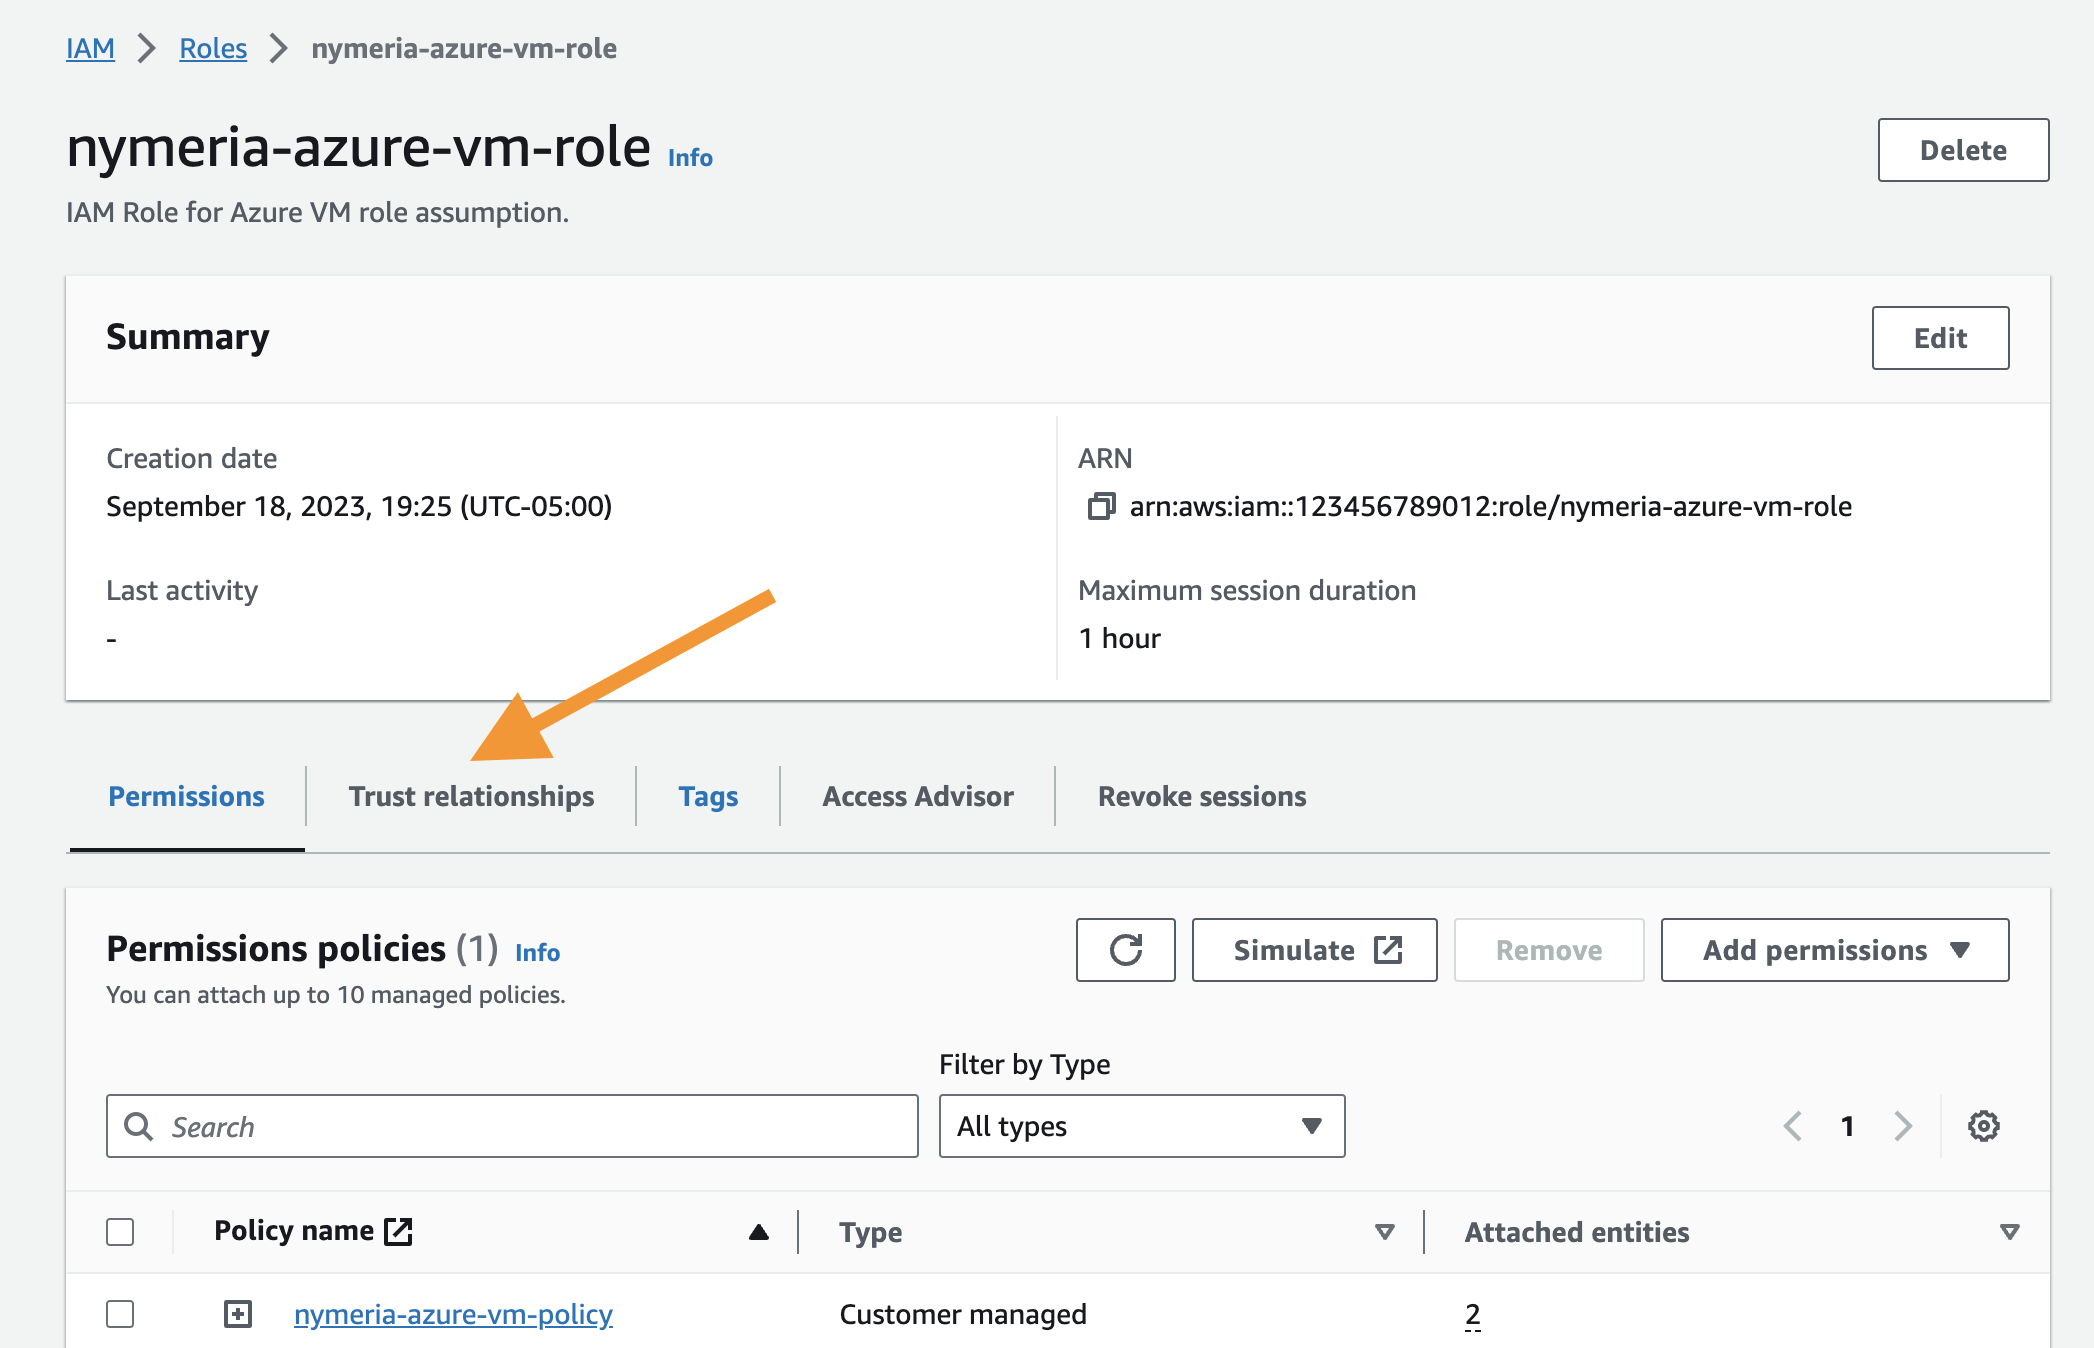 IAM > Roles > nymeria-azure-vm-role
nymeria-azure-vm-role Info
Delete
IAM Role for Azure VM role assumption.
Summary
Edit
Creation date
September 18, 2023, 19:25 (UTC-05:00)
ARN
arn:aws:iam::123456789012:role/nymeria-azure-vm-role
Last activity
-
Maximum session duration
1 hour
Permissions Trust relationships Tags Access Advisor Revoke sessions
Permissions policies (1) Info
Simulate Remove Add permissions
You can attach up to 10 managed policies.
Filter by Type
Search
All types
1
Policy name Type Attached entities
nymeria-azure-vm-policy Customer managed 2